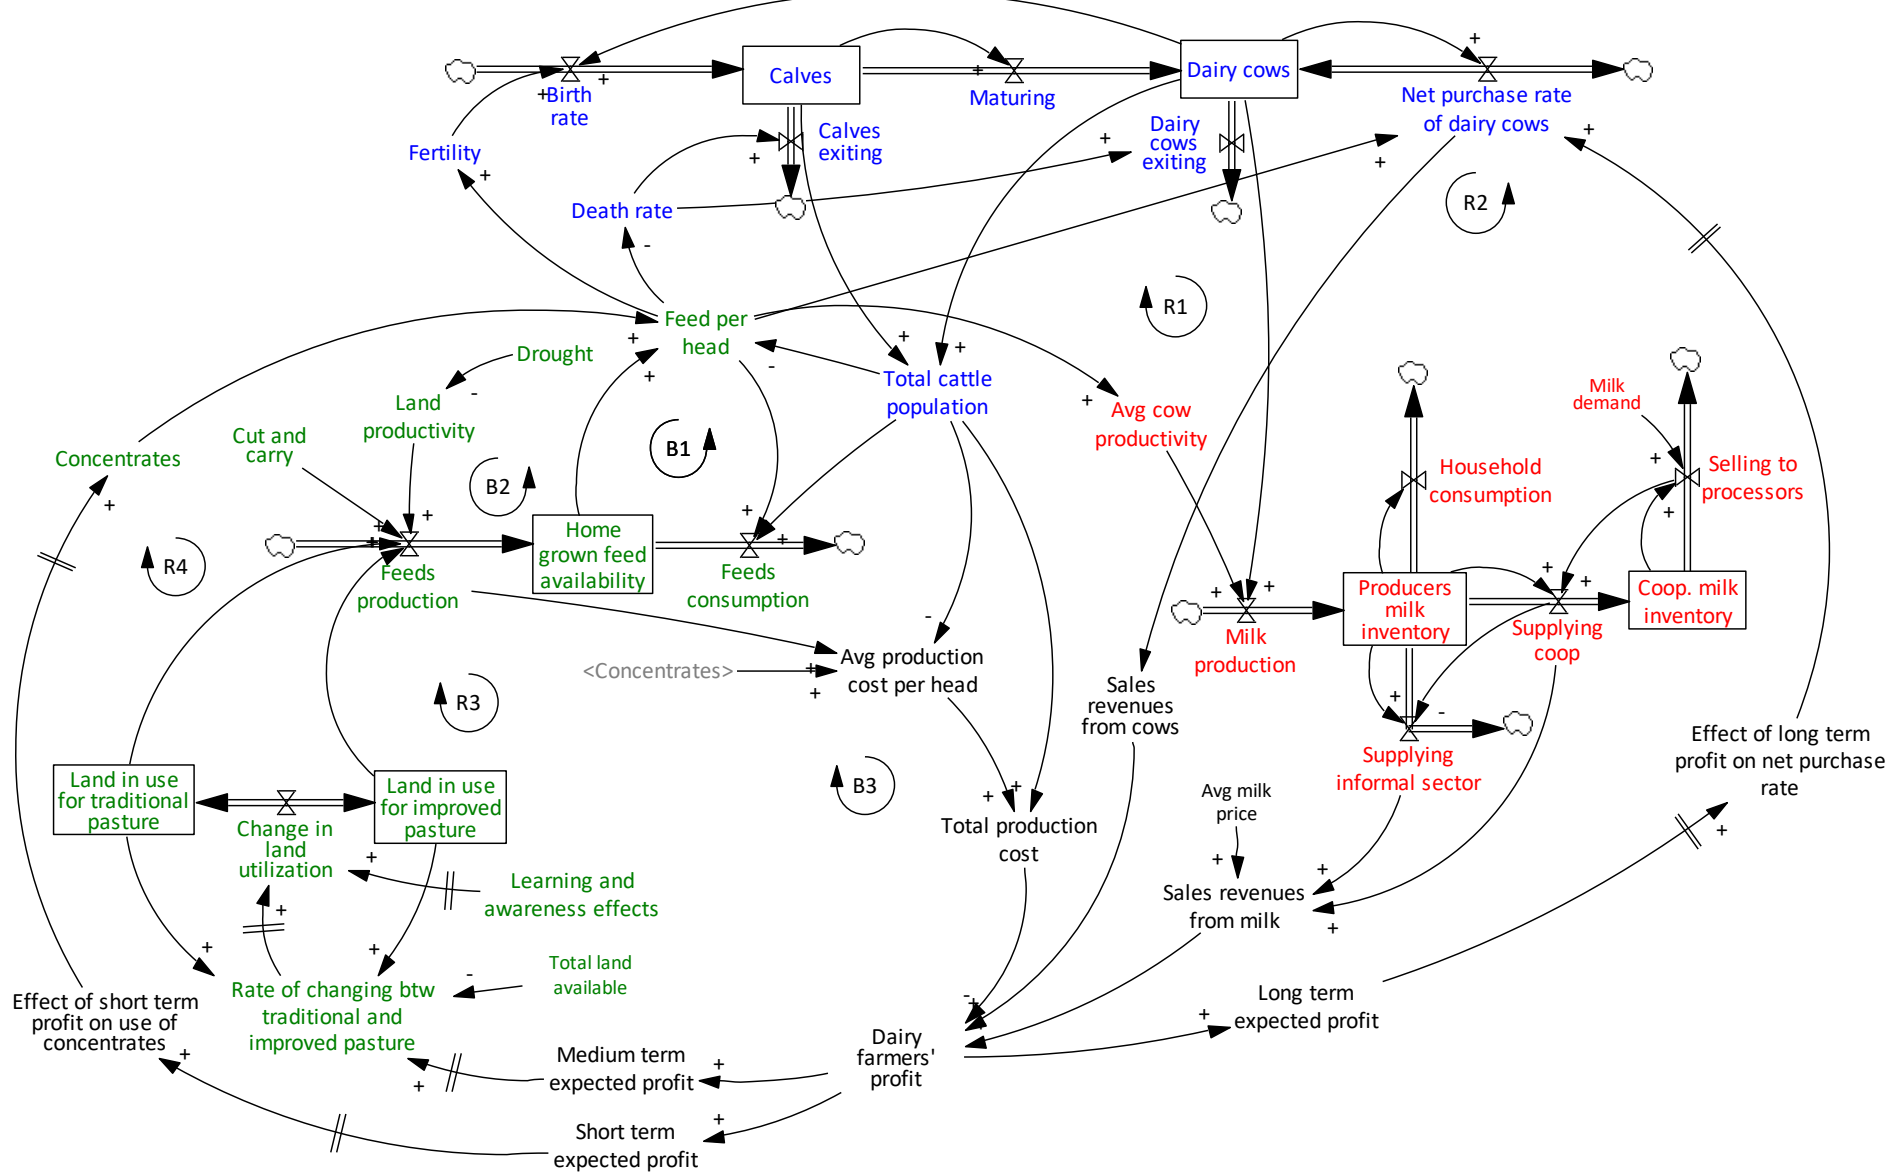 Calves
Dairy cows
Birth
rate
Maturing
Net purchase rate
of dairy cows
Calves
exiting
Dairy
cows
exiting
Fertility
Death rate
R2
R1
Feed per
head
Drought
Total cattle
population
Land
productivity
Avg cow
productivity
Milk
demand
Cut and
carry
Concentrates
B1
B2
Household
consumption
Selling to
processors
Home
grown feed
availability
R4
Feeds
production
Feeds
consumption
Producers
milk
inventory
Coop. milk
inventory
Milk
production
Supplying
coop
<Concentrates>
Avg production
cost per head
R3
Sales
revenues
from cows
Supplying
informal sector
Effect of long term
profit on net purchase
rate
Land in use
for traditional
pasture
Land in use
for improved
pasture
Change in
land
utilization
B3
Avg milk
price
Total production
cost
Learning and
awareness effects
Sales revenues
from milk
Total land
available
Rate of changing btw
traditional and
improved pasture
Effect of short term
profit on use of
concentrates
Long term
expected profit
Dairy
farmers'
profit
Medium term
expected profit
Short term
expected profit